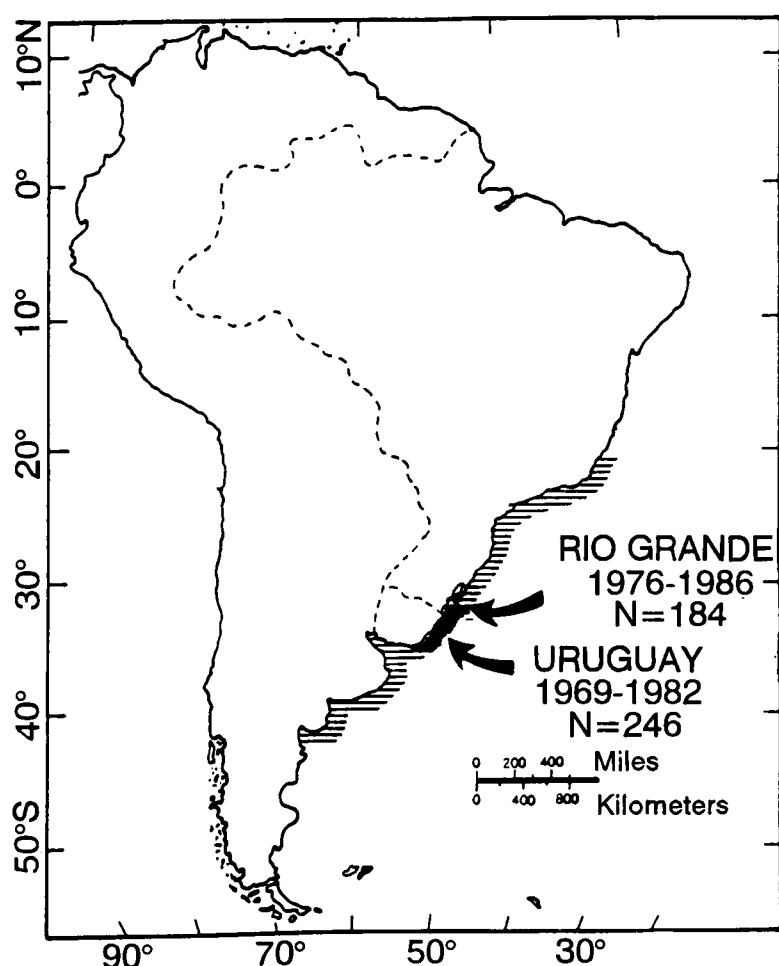 10°N
0°
10°
20°
30°
40°
50°S
RIO GRANDE
1976-1986
N=184
URUGUAY
1969-1982
N=246
0 200 400 Miles
0 400 800 Kilometers
90° 70° 50° 30°